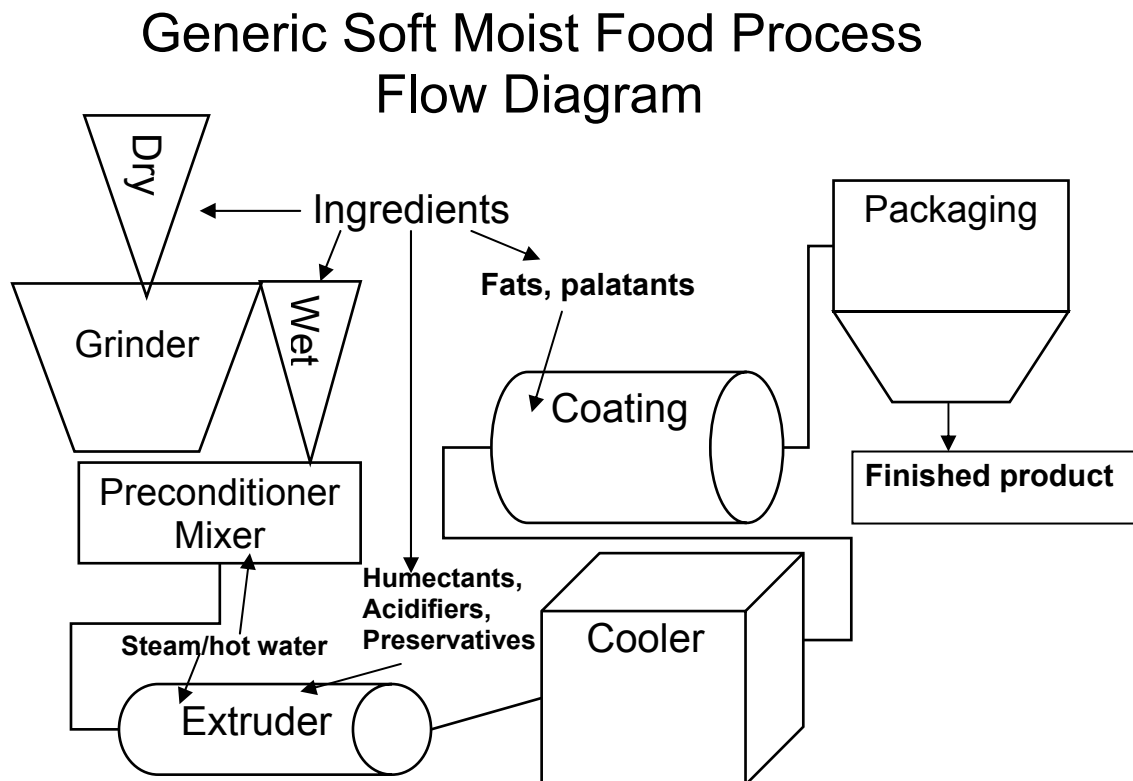 Generic Soft Moist Food Process
Flow Diagram
Dry
Ingredients
Packaging
Fats, palatants
Grinder
Wet
Coating
Finished product
Preconditioner
Mixer
Humectants,
Acidifiers,
Preservatives
Steam/hot water
Cooler
Extruder